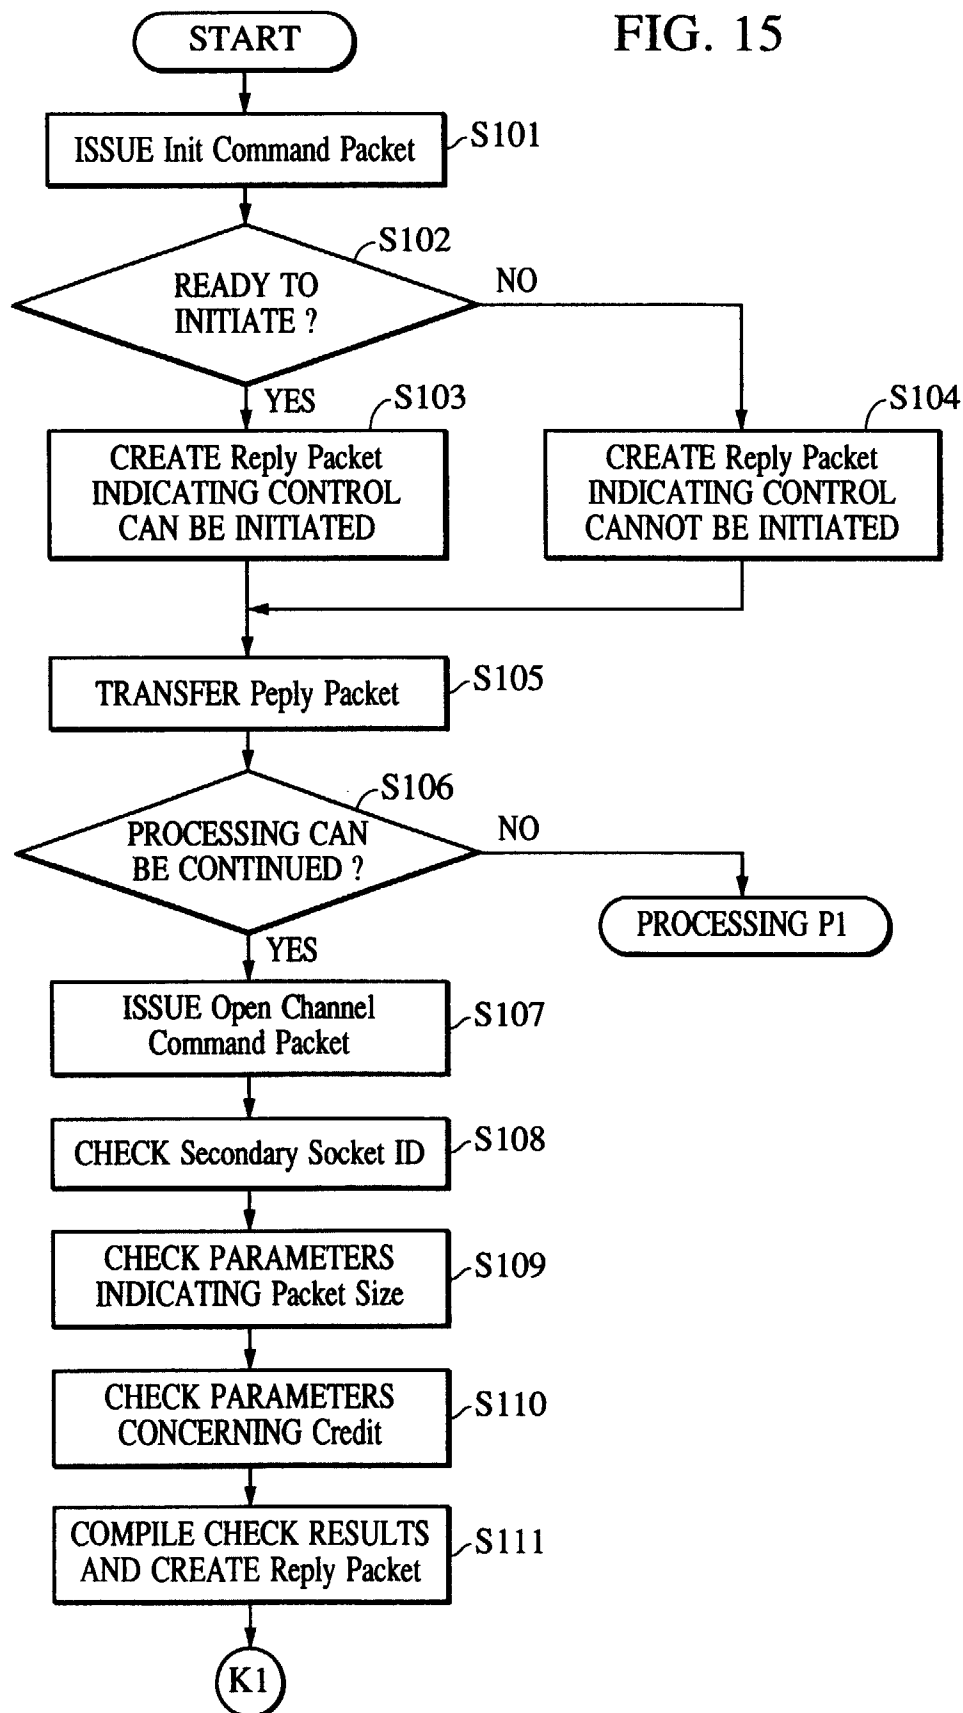 FIG. 15
START
ISSUE Init Command Packet
S101
S102
READY TO
INITIATE ?
NO
YES
S103
CREATE Reply Packet
INDICATING CONTROL
CAN BE INITIATED
S104
CREATE Reply Packet
INDICATING CONTROL
CANNOT BE INITIATED
TRANSFER Peply Packet
S105
S106
PROCESSING CAN
BE CONTINUED ?
NO
PROCESSING P1
YES
ISSUE Open Channel
Command Packet
S107
CHECK Secondary Socket ID
S108
CHECK PARAMETERS
INDICATING Packet Size
S109
CHECK PARAMETERS
CONCERNING Credit
S110
COMPILE CHECK RESULTS
AND CREATE Reply Packet
S111
K1